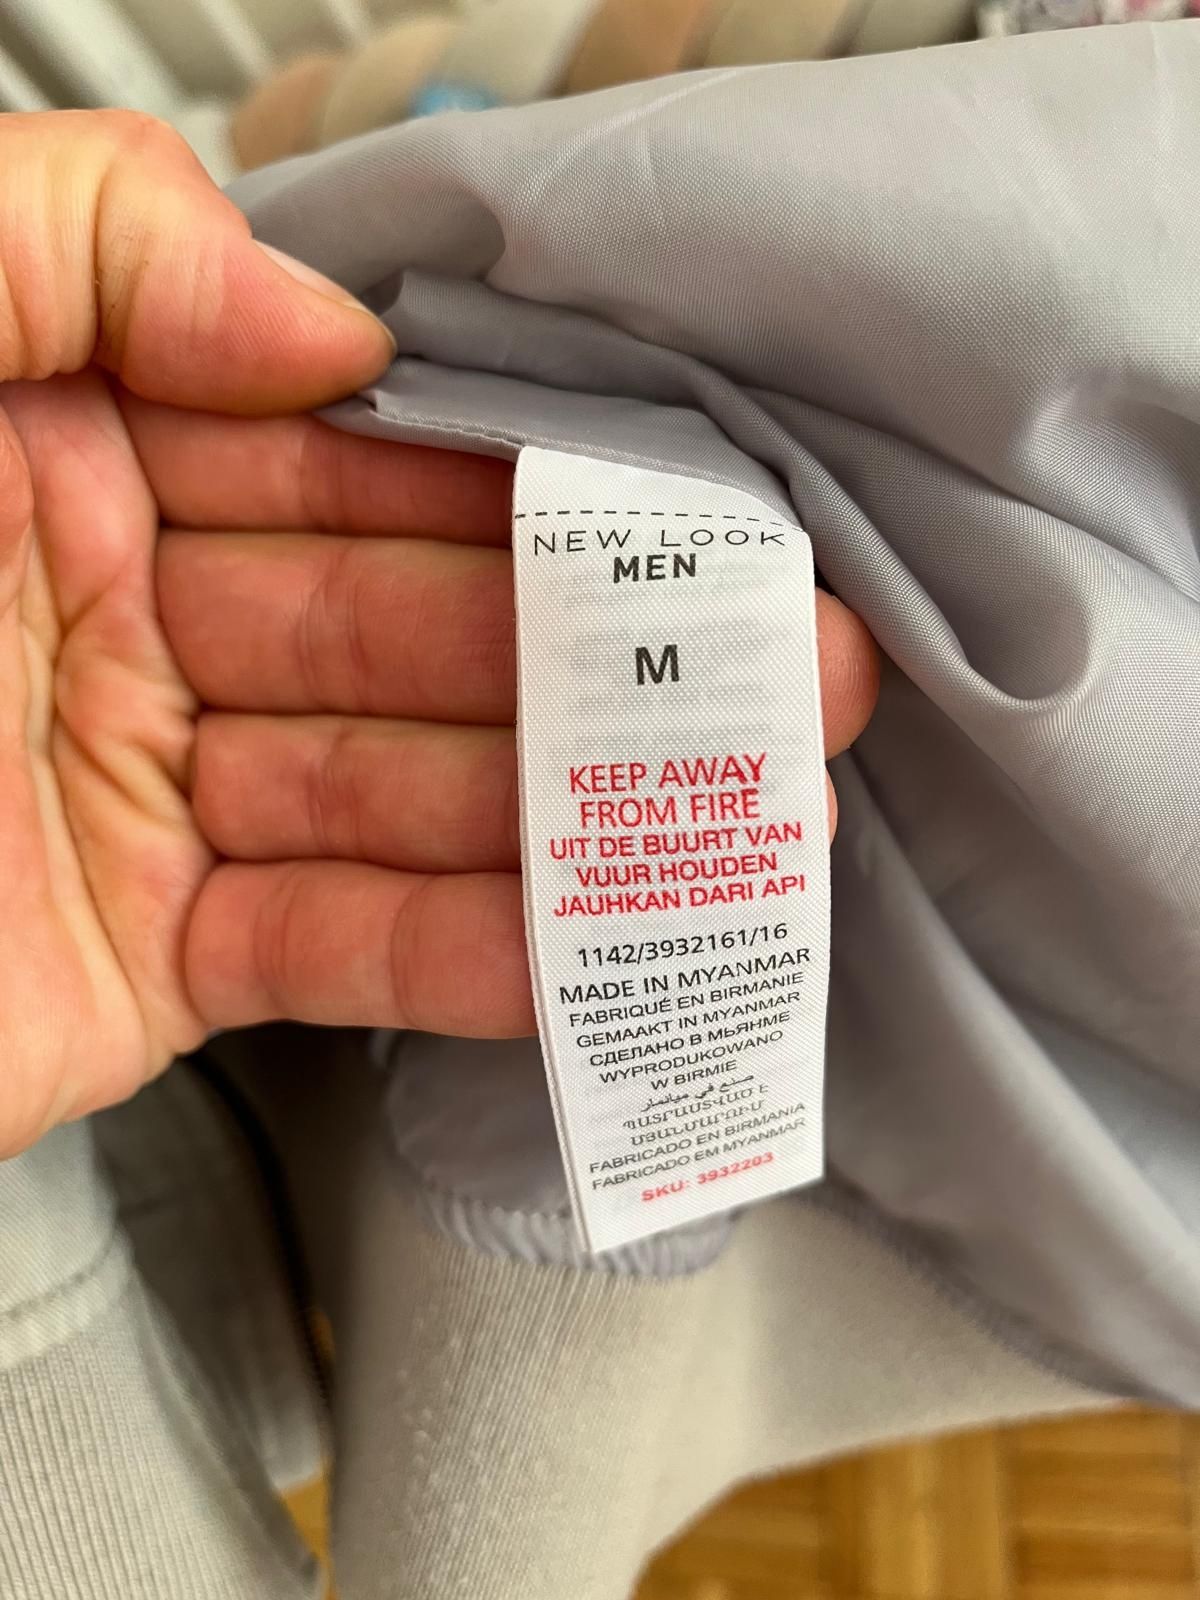 NEW LOOK
MEN
M
KEEP AWAY
FROM FIRE
UIT DE BUURT VAN
VUUR HOUDEN
JAUHKAN DARI API
1142/3932161/16
MADE IN MYANMAR
FABRIQUÉ EN BIRMANIE
GEMAAKT IN MYANMAR
СДЕЛАНО В МЬЯНМЕ
WYPRODUKOWANO
W BIRMIE
صنع في ميانمار
ՊԱՏՐԱՍՏՎԱԾ Է
ՄՅԱՆՄԱՐՈՒՄ
FABRICADO EN BIRMANIA
FABRICADO EM MYANMAR
SKU: 3932203